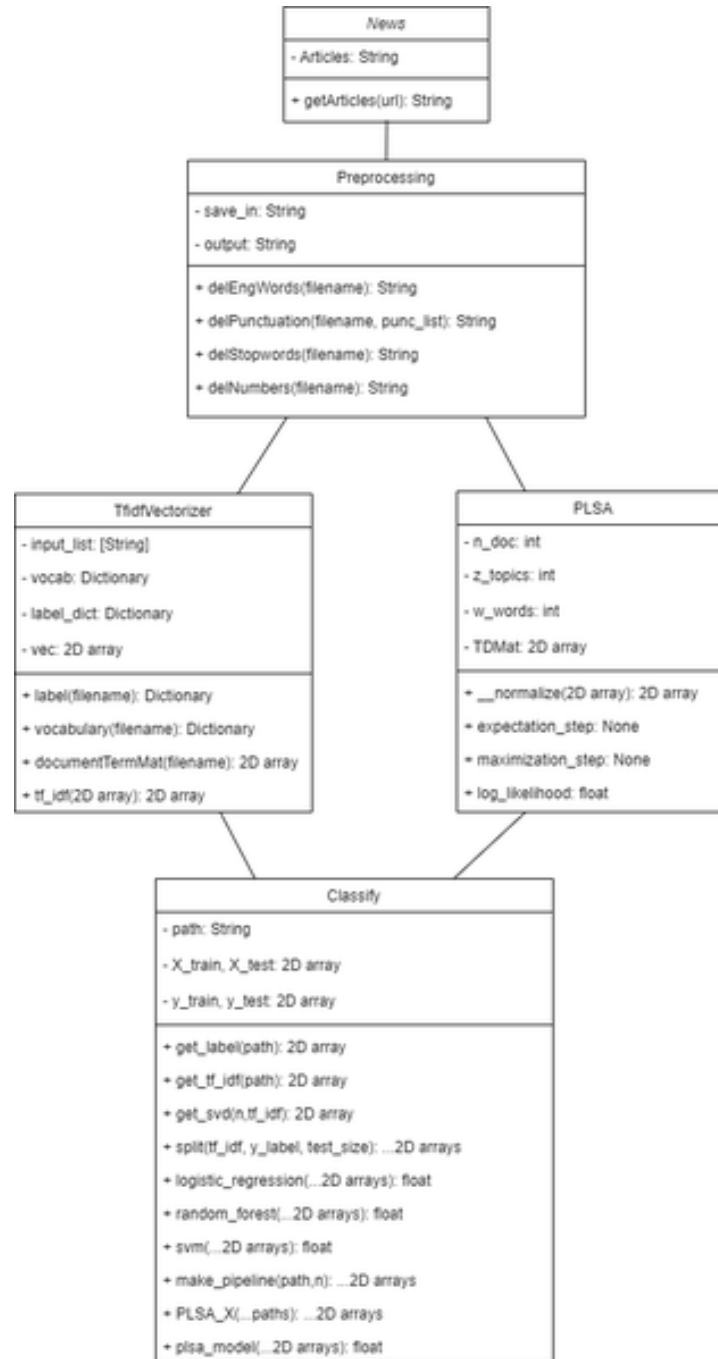 News
- Articles: String
+ getArticles(url): String
Preprocessing
- save_in: String
- output: String
+ delEngWords(filename): String
+ delPunctuation(filename, punc_list): String
+ delStopwords(filename): String
+ delNumbers(filename): String
TfidfVectorizer
- input_list: [String]
- vocab: Dictionary
- label_dict: Dictionary
- vec: 2D array
+ label(filename): Dictionary
+ vocabulary(filename): Dictionary
+ documentTermMat(filename): 2D array
+ tf_idf(2D array): 2D array
PLSA
- n_doc: int
- z_topics: int
- w_words: int
- TDMat: 2D array
+ __normalize(2D array): 2D array
+ expectation_step: None
+ maximization_step: None
+ log_likelihood: float
Classify
- path: String
- X_train, X_test: 2D array
- y_train, y_test: 2D array
+ get_label(path): 2D array
+ get_tf_idf(path): 2D array
+ get_svd(n,tf_idf): 2D array
+ split(tf_idf, y_label, test_size): ...2D arrays
+ logistic_regression(...2D arrays): float
+ random_forest(...2D arrays): float
+ svm(...2D arrays): float
+ make_pipeline(path,n): ...2D arrays
+ PLSA_X(...paths): ...2D arrays
+ plsa_model(...2D arrays): float